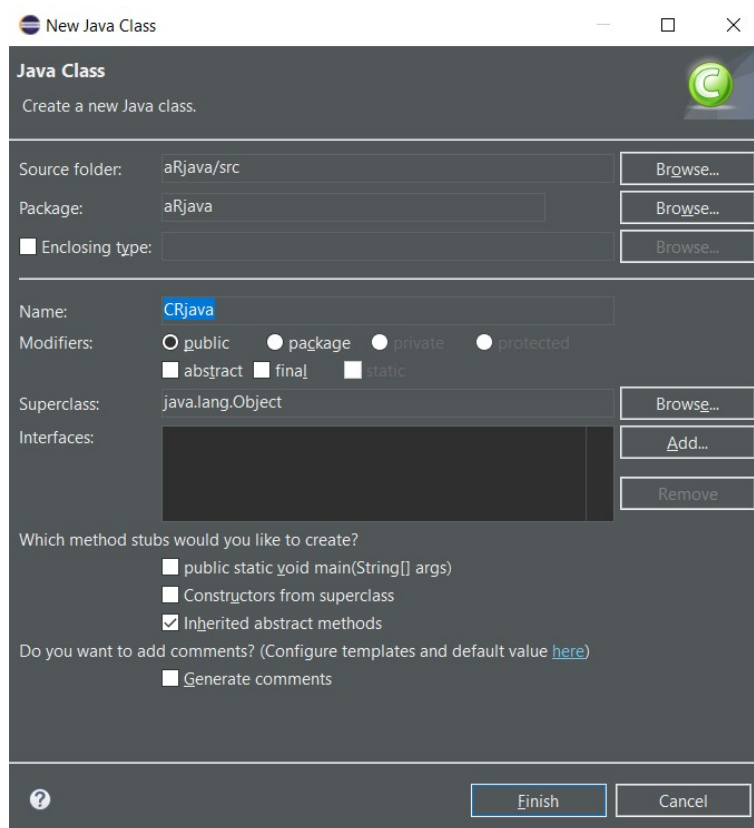 New Java Class
Java Class
Create a new Java class.
Source folder: aRjava/src Browse...
Package: aRjava Browse...
Enclosing type: Browse...
Name: CRjava
Modifiers: public package private protected
abstract final static
Superclass: java.lang.Object Browse...
Interfaces: Add...
Remove
Which method stubs would you like to create?
public static void main(String[] args)
Constructors from superclass
Inherited abstract methods
Do you want to add comments? (Configure templates and default value here)
Generate comments
? Finish Cancel